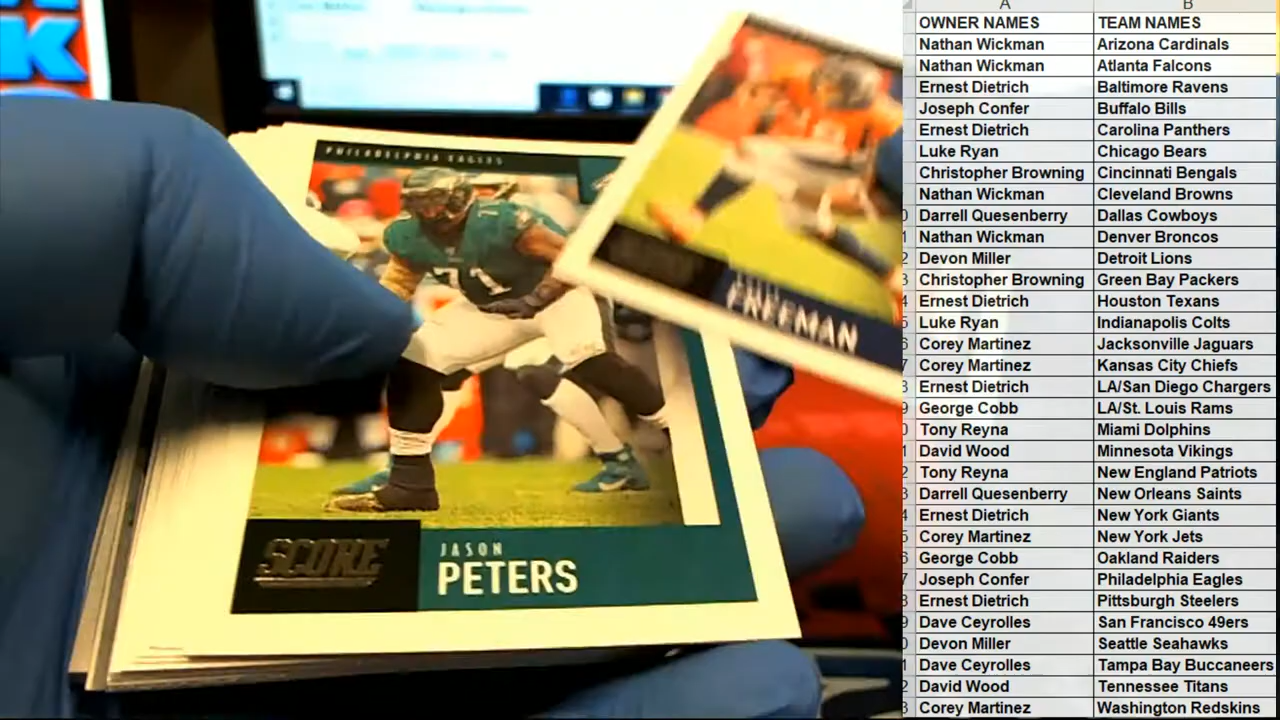 K
PHILADELPHIA EAGLES
71
SCORE
JASON
PETERS
FREEMAN
A B
OWNER NAMES TEAM NAMES
Nathan Wickman Arizona Cardinals
Nathan Wickman Atlanta Falcons
Ernest Dietrich Baltimore Ravens
Joseph Confer Buffalo Bills
Ernest Dietrich Carolina Panthers
Luke Ryan Chicago Bears
Christopher Browning Cincinnati Bengals
Nathan Wickman Cleveland Browns
Darrell Quesenberry Dallas Cowboys
Nathan Wickman Denver Broncos
Devon Miller Detroit Lions
Christopher Browning Green Bay Packers
Ernest Dietrich Houston Texans
Luke Ryan Indianapolis Colts
Corey Martinez Jacksonville Jaguars
Corey Martinez Kansas City Chiefs
Ernest Dietrich LA/San Diego Chargers
George Cobb LA/St. Louis Rams
Tony Reyna Miami Dolphins
David Wood Minnesota Vikings
Tony Reyna New England Patriots
Darrell Quesenberry New Orleans Saints
Ernest Dietrich New York Giants
Corey Martinez New York Jets
George Cobb Oakland Raiders
Joseph Confer Philadelphia Eagles
Ernest Dietrich Pittsburgh Steelers
Dave Ceyrolles San Francisco 49ers
Devon Miller Seattle Seahawks
Dave Ceyrolles Tampa Bay Buccaneers
David Wood Tennessee Titans
Corey Martinez Washington Redskins